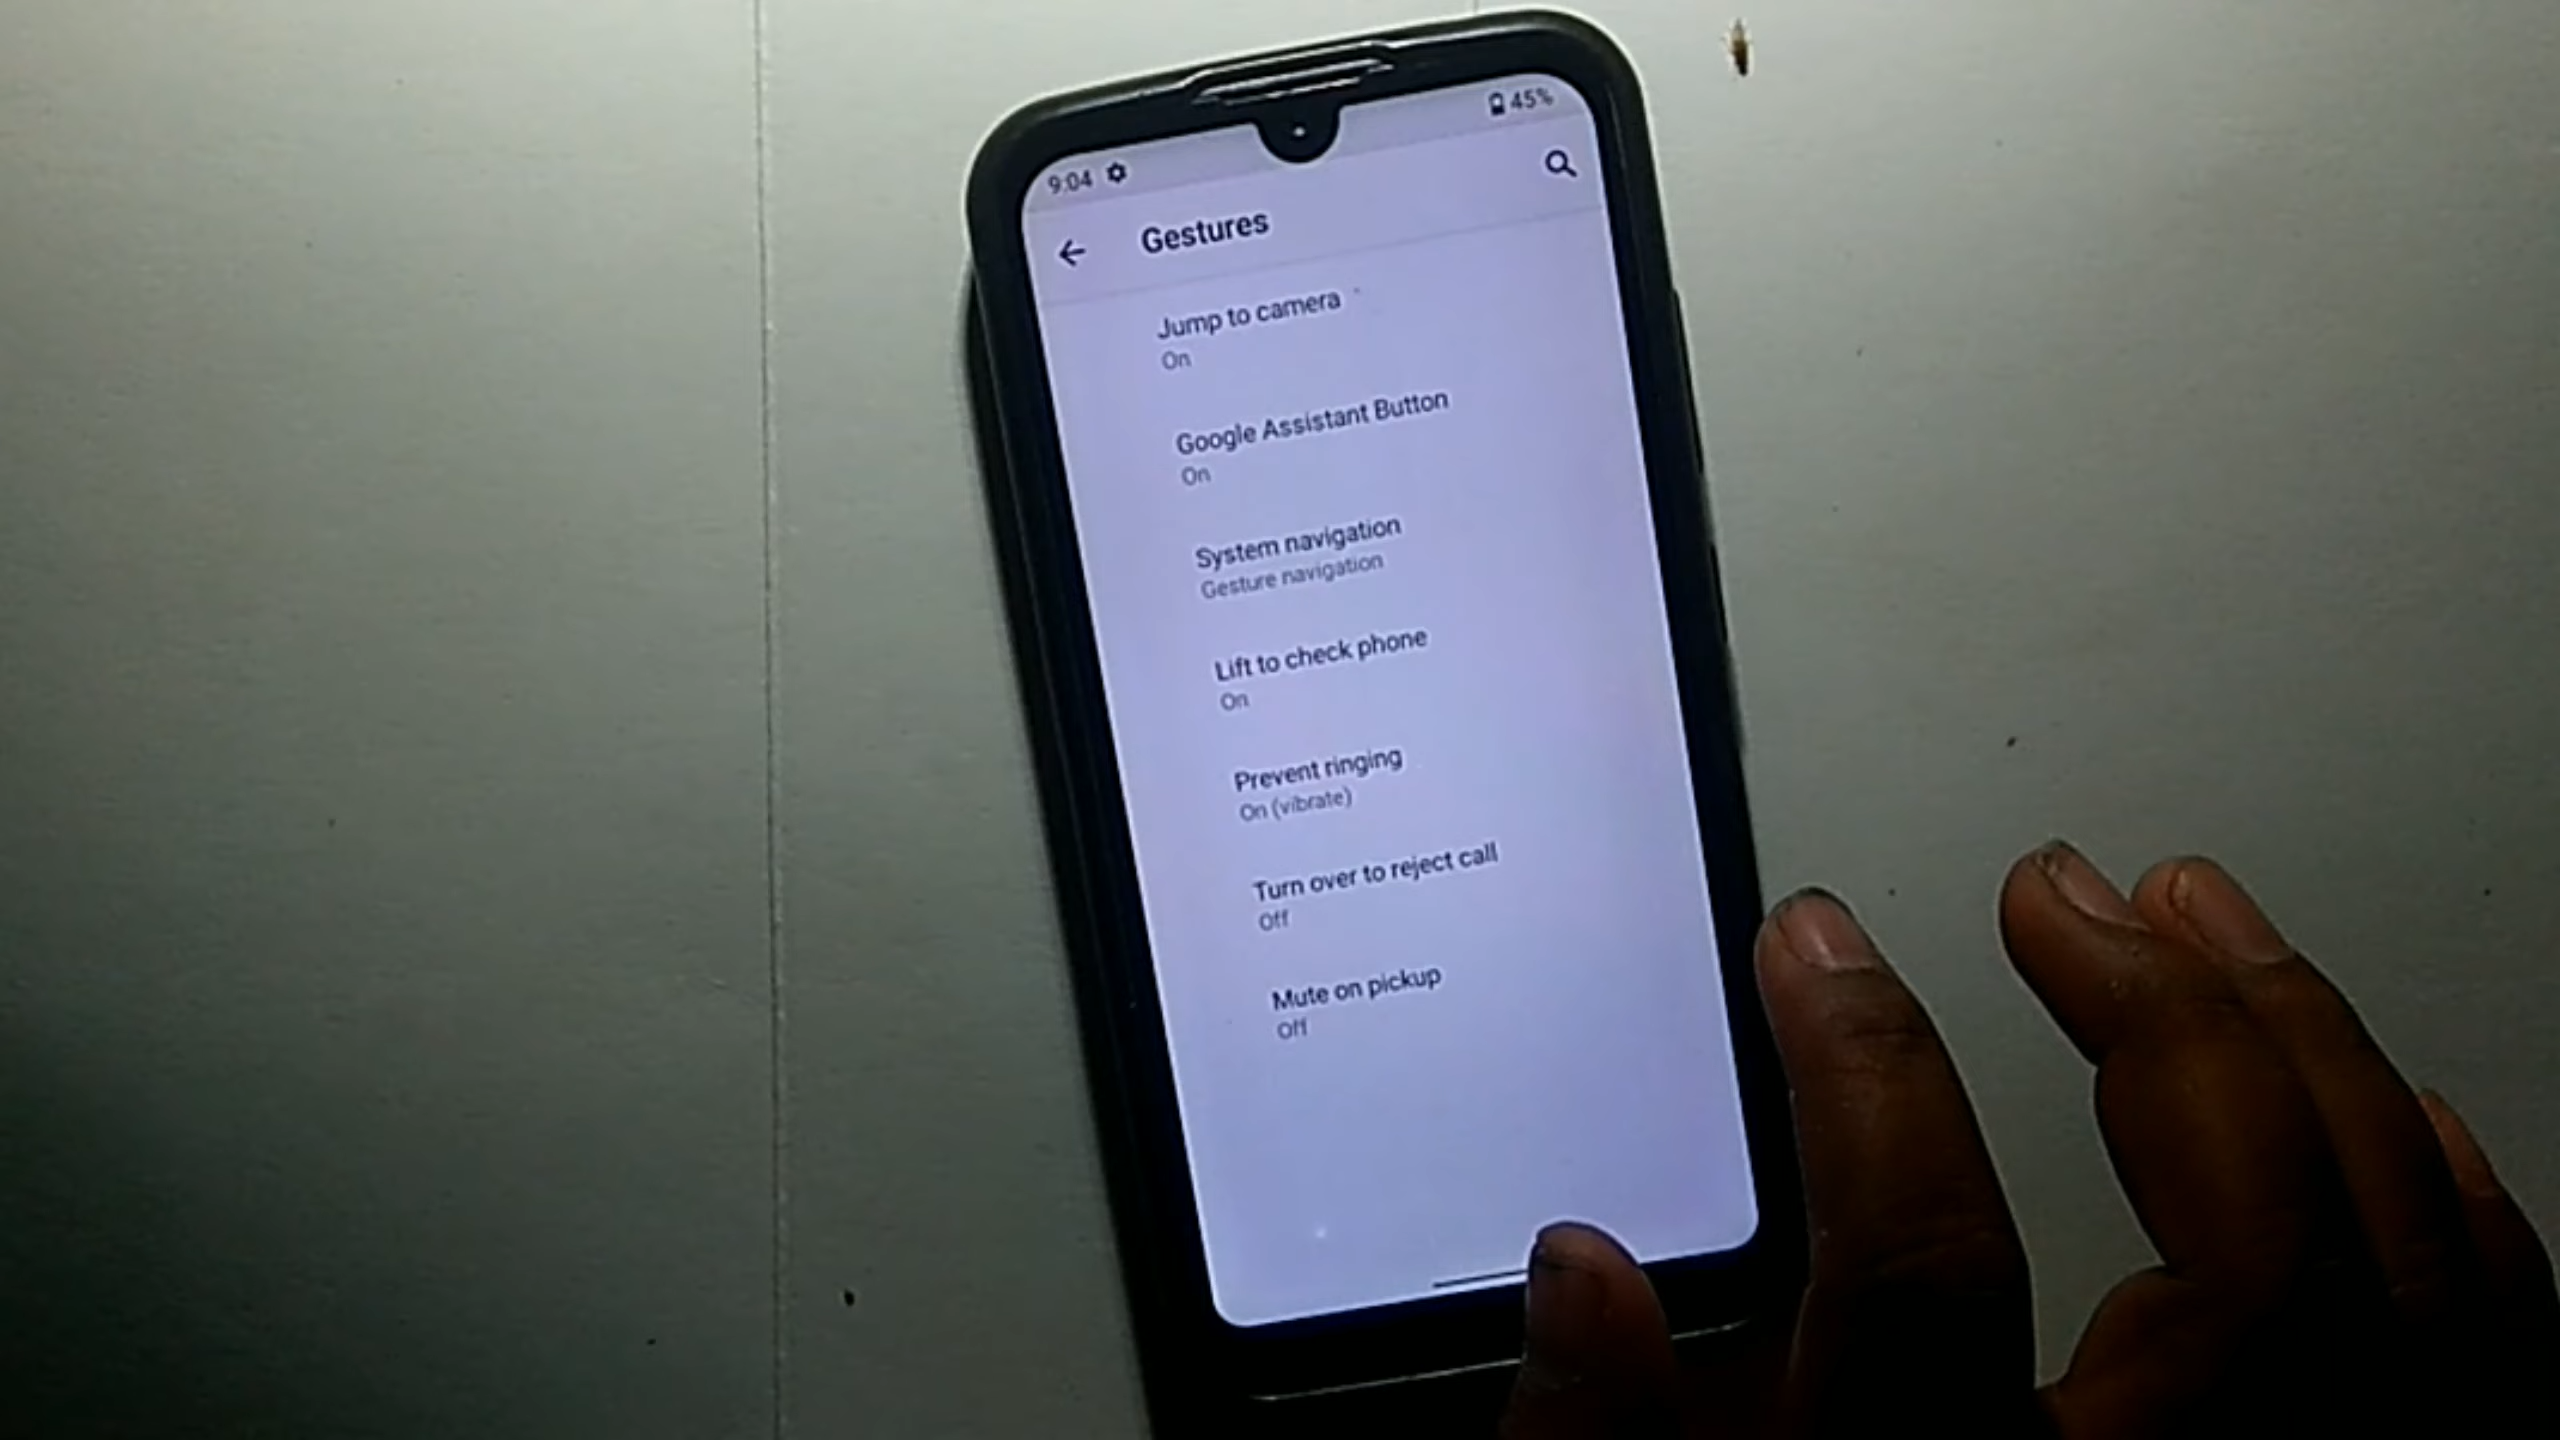 9:04
45%
Gestures
Jump to camera
On
Google Assistant Button
On
System navigation
Gesture navigation
Lift to check phone
On
Prevent ringing
On (vibrate)
Turn over to reject call
Off
Mute on pickup
Off